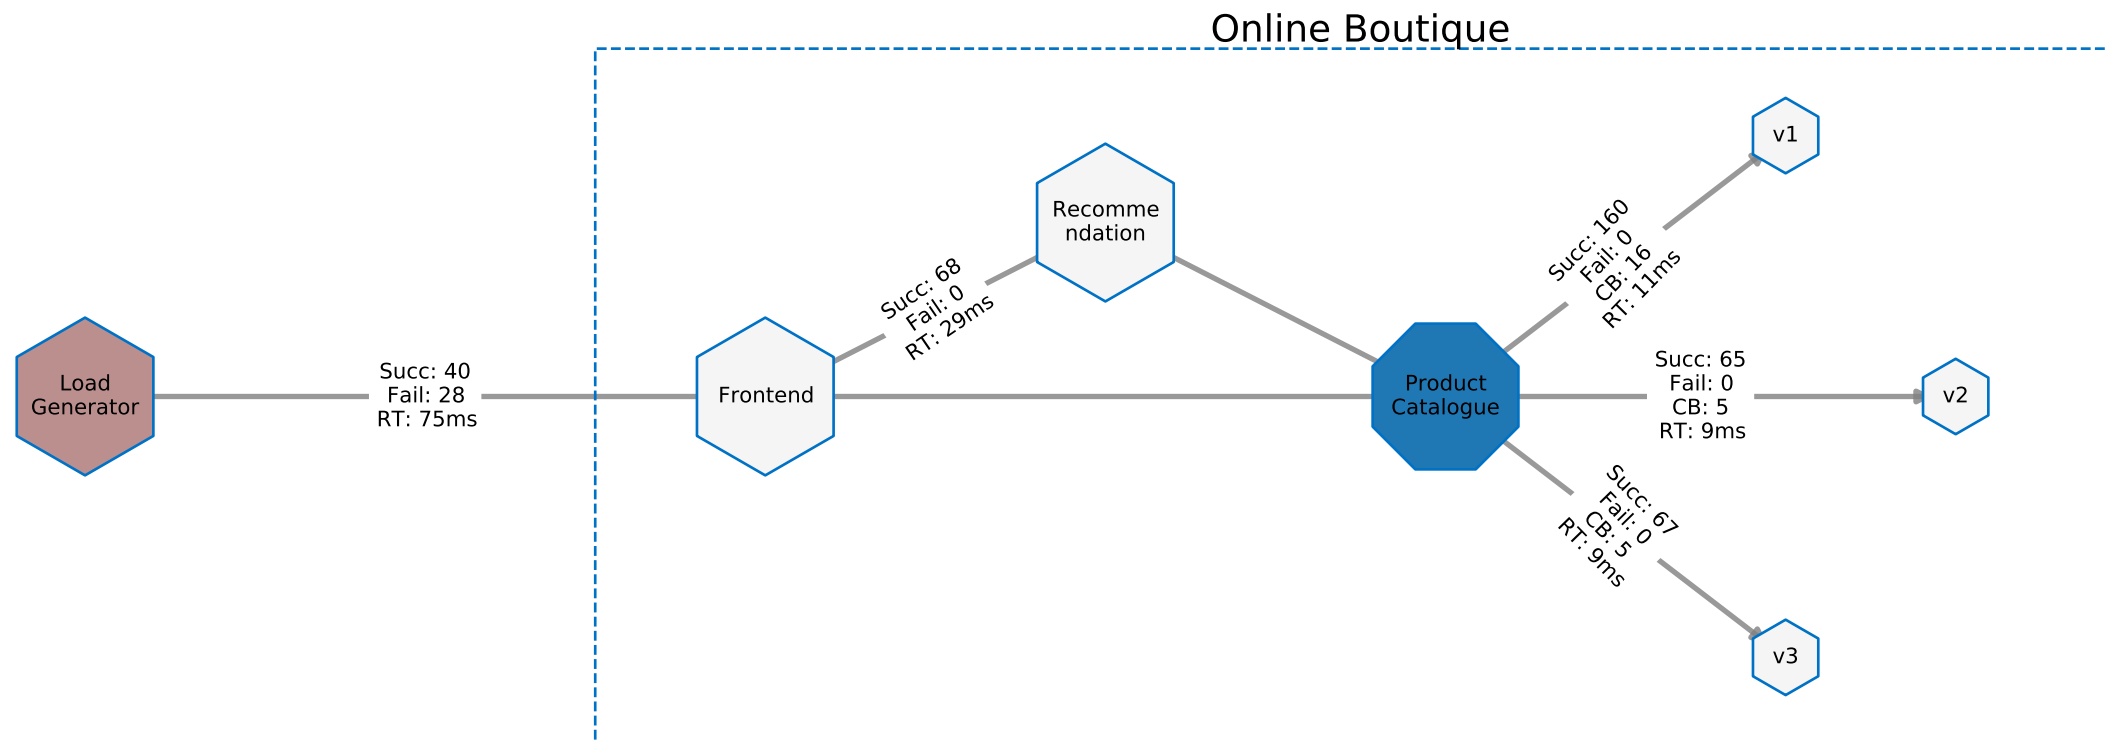 Online Boutique
Load
Generator
Succ: 40
Fail: 28
RT: 75ms
Frontend
Succ: 68
Fail: 0
RT: 29ms
Recomme
ndation
Product
Catalogue
Succ: 160
Fail: 0
CB: 16
RT: 11ms
v1
Succ: 65
Fail: 0
CB: 5
RT: 9ms
v2
Succ: 67
Fail: 0
CB: 5
RT: 9ms
v3